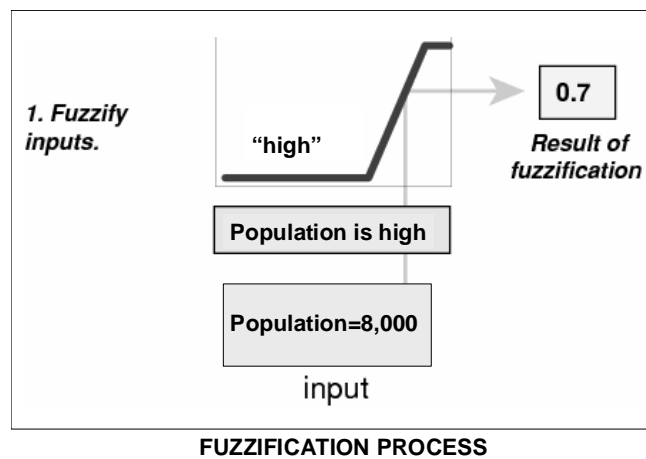 1. Fuzzify
inputs.
“high”
0.7
Result of
fuzzification
Population is high
Population=8,000
input
FUZZIFICATION PROCESS